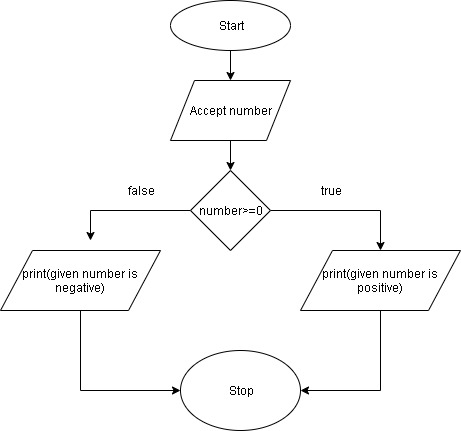 Start
Accept number
false
true
number>=0
print(given number is
negative)
print(given number is
positive)
Stop